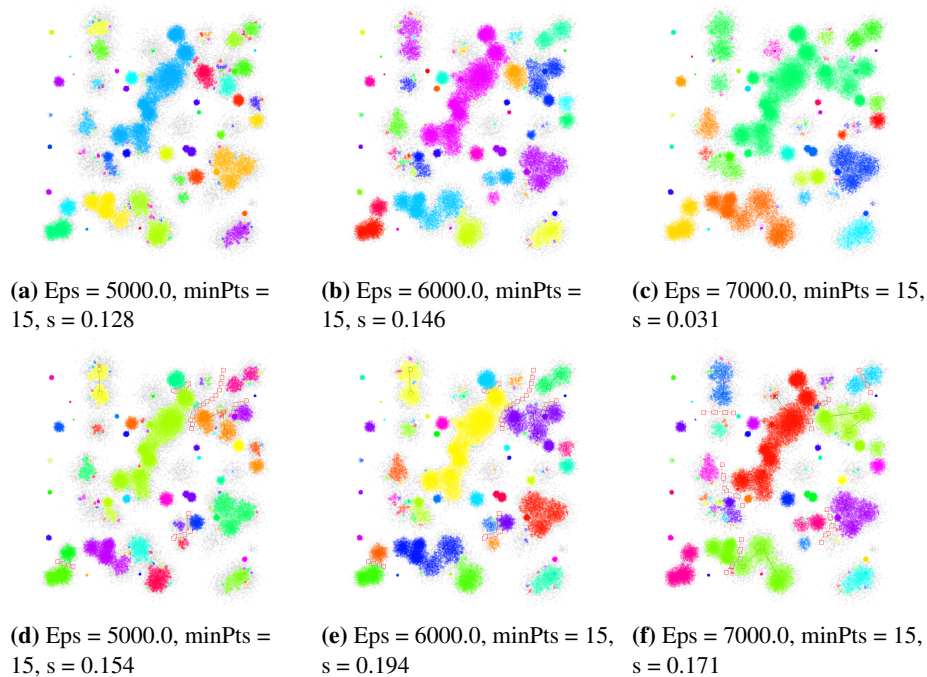 (a) Eps = 5000.0, minPts =
15, s = 0.128
(b) Eps = 6000.0, minPts =
15, s = 0.146
(c) Eps = 7000.0, minPts = 15,
s = 0.031
(d) Eps = 5000.0, minPts =
15, s = 0.154
(e) Eps = 6000.0, minPts = 15,
s = 0.194
(f) Eps = 7000.0, minPts = 15,
s = 0.171